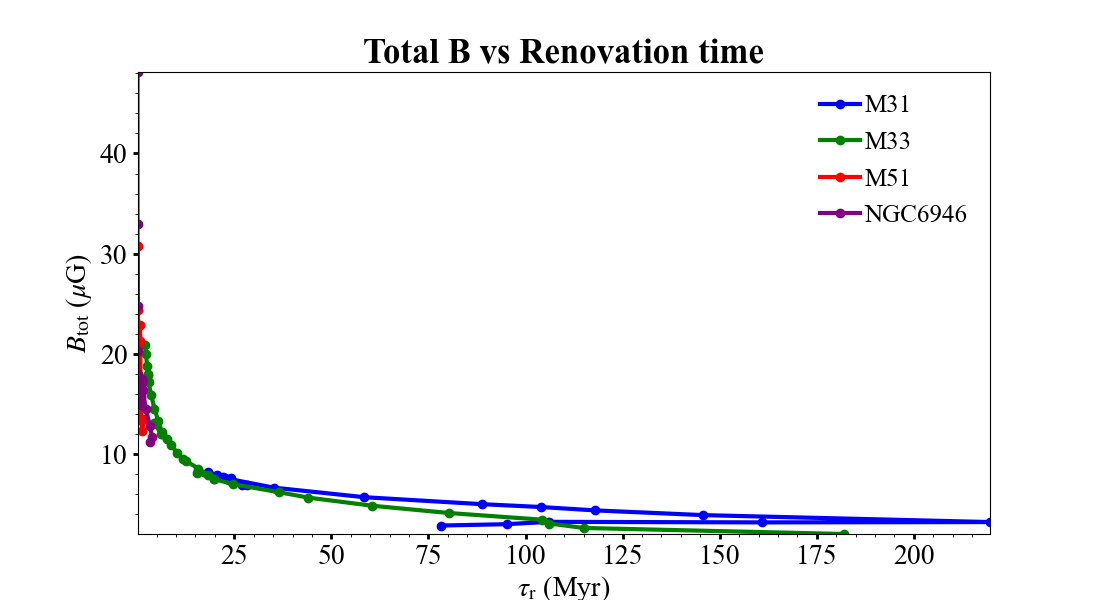 Total B vs Renovation time
M31
M33
M51
NGC6946
40
30
20
10
B_tot (μG)
25 50 75 100 125 150 175 200
τ_r (Myr)